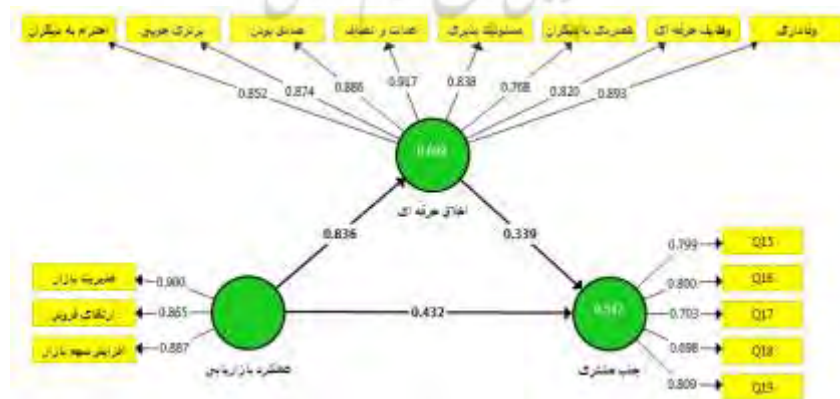 احترام به دیگران
برتری جویی
صادق بودن
عدالت و انصاف
مسئولیت پذیری
همدردی با دیگران
وظایف حرفه ای
وفاداری
0.852
0.874
0.886
0.917
0.838
0.768
0.820
0.893
اخلاق حرفه ای
0.836
0.339
مدیریت بازار
ارتقای فروش
افزایش سهم بازار
0.900
0.865
0.887
0.432
عملکرد بازاریابی
جذب مشتری
0.799
0.800
0.703
0.698
0.809
Q15
Q16
Q17
Q18
Q19